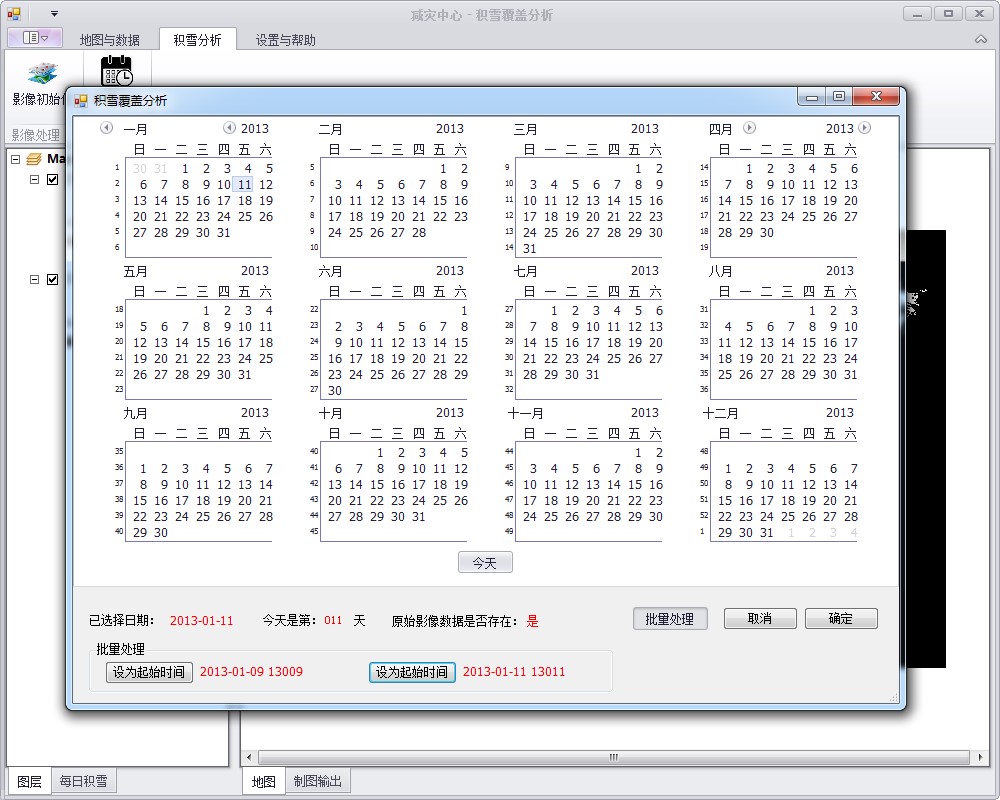 减灾中心 - 积雪覆盖分析
地图与数据 积雪分析 设置与帮助
影像初始
影像处理
积雪覆盖分析
Ma
一月 2013 二月 2013 三月 2013 四月 2013
日 一 二 三 四 五 六 日 一 二 三 四 五 六 日 一 二 三 四 五 六 日 一 二 三 四 五 六
1 30 31 1 2 3 4 5 5 1 2 9 1 2 14 1 2 3 4 5 6
2 6 7 8 9 10 11 12 6 3 4 5 6 7 8 9 10 3 4 5 6 7 8 9 15 7 8 9 10 11 12 13
3 13 14 15 16 17 18 19 7 10 11 12 13 14 15 16 11 10 11 12 13 14 15 16 16 14 15 16 17 18 19 20
4 20 21 22 23 24 25 26 8 17 18 19 20 21 22 23 12 17 18 19 20 21 22 23 17 21 22 23 24 25 26 27
5 27 28 29 30 31 9 24 25 26 27 28 13 24 25 26 27 28 29 30 18 28 29 30
6 10 14 31 19
五月 2013 六月 2013 七月 2013 八月 2013
日 一 二 三 四 五 六 日 一 二 三 四 五 六 日 一 二 三 四 五 六 日 一 二 三 四 五 六
18 1 2 3 4 22 1 27 1 2 3 4 5 6 31 1 2 3
19 5 6 7 8 9 10 11 23 2 3 4 5 6 7 8 28 7 8 9 10 11 12 13 32 4 5 6 7 8 9 10
20 12 13 14 15 16 17 18 24 9 10 11 12 13 14 15 29 14 15 16 17 18 19 20 33 11 12 13 14 15 16 17
21 19 20 21 22 23 24 25 25 16 17 18 19 20 21 22 30 21 22 23 24 25 26 27 34 18 19 20 21 22 23 24
22 26 27 28 29 30 31 26 23 24 25 26 27 28 29 31 28 29 30 31 35 25 26 27 28 29 30 31
23 27 30 32 36
九月 2013 十月 2013 十一月 2013 十二月 2013
日 一 二 三 四 五 六 日 一 二 三 四 五 六 日 一 二 三 四 五 六 日 一 二 三 四 五 六
35 40 1 2 3 4 5 44 1 2 48
36 1 2 3 4 5 6 7 41 6 7 8 9 10 11 12 45 3 4 5 6 7 8 9 49 1 2 3 4 5 6 7
37 8 9 10 11 12 13 14 42 13 14 15 16 17 18 19 46 10 11 12 13 14 15 16 50 8 9 10 11 12 13 14
38 15 16 17 18 19 20 21 43 20 21 22 23 24 25 26 47 17 18 19 20 21 22 23 51 15 16 17 18 19 20 21
39 22 23 24 25 26 27 28 44 27 28 29 30 31 48 24 25 26 27 28 29 30 52 22 23 24 25 26 27 28
40 29 30 45 49 1 29 30 31 1 2 3 4
今天
已选择日期： 2013-01-11 今天是第： 011 天 原始影像数据是否存在： 是 批量处理 取消 确定
批量处理
设为起始时间 2013-01-09 13009 设为起始时间 2013-01-11 13011
图层 每日积雪 地图 制图输出